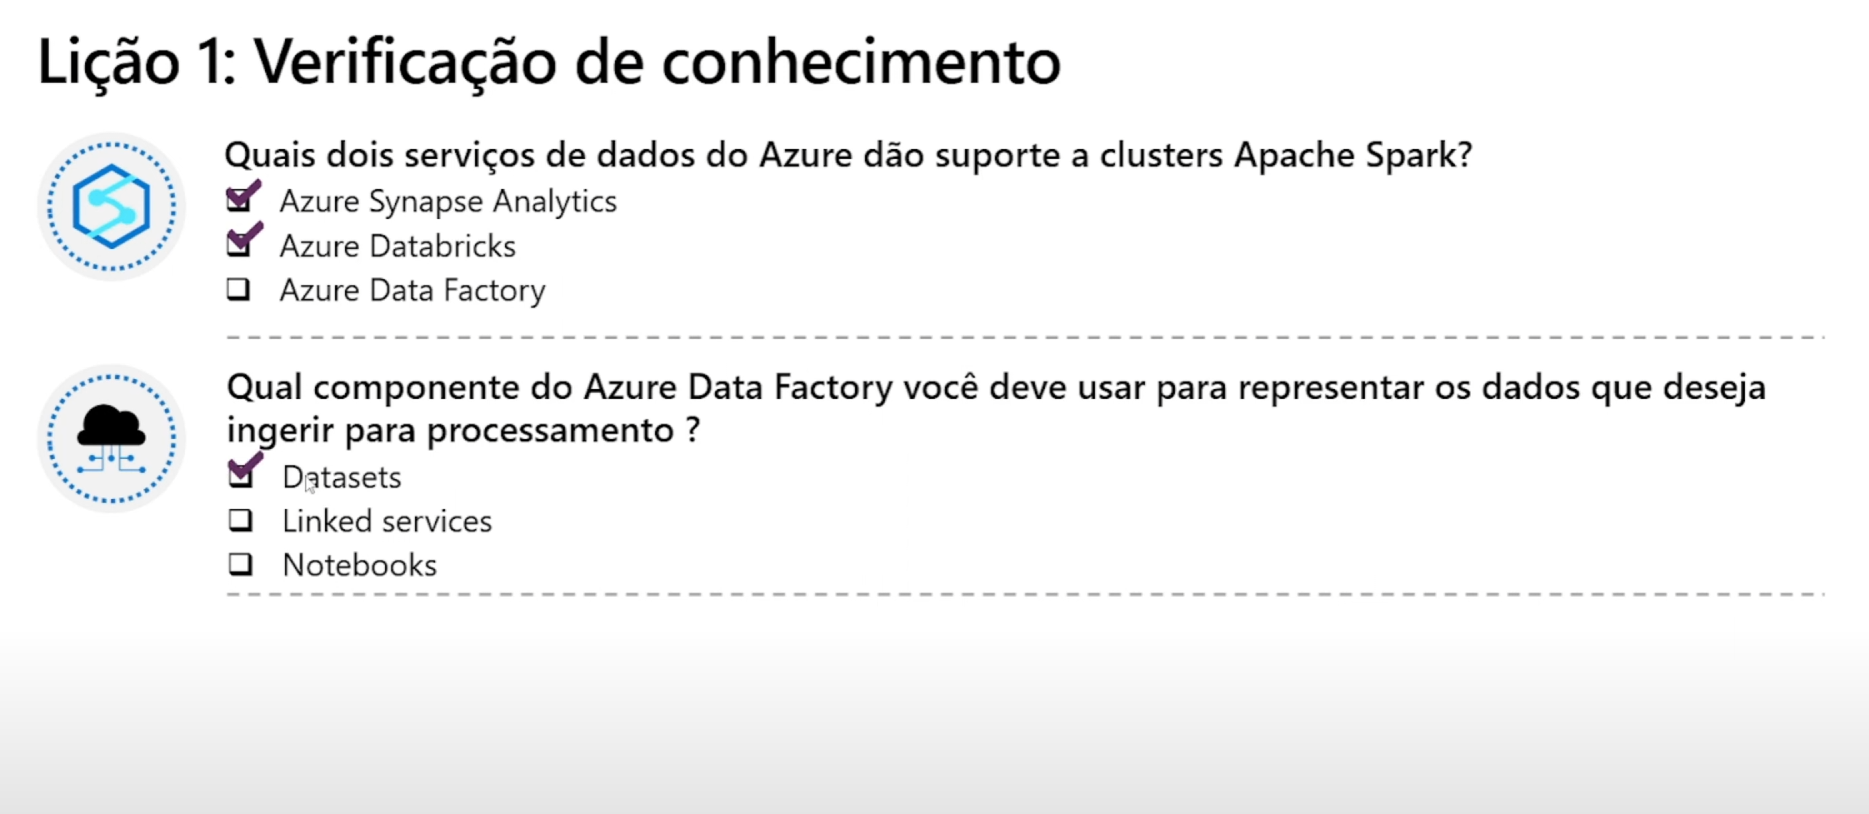 Lição 1: Verificação de conhecimento
Quais dois serviços de dados do Azure dão suporte a clusters Apache Spark?
Azure Synapse Analytics
Azure Databricks
Azure Data Factory
Qual componente do Azure Data Factory você deve usar para representar os dados que deseja
ingerir para processamento ?
Datasets
Linked services
Notebooks